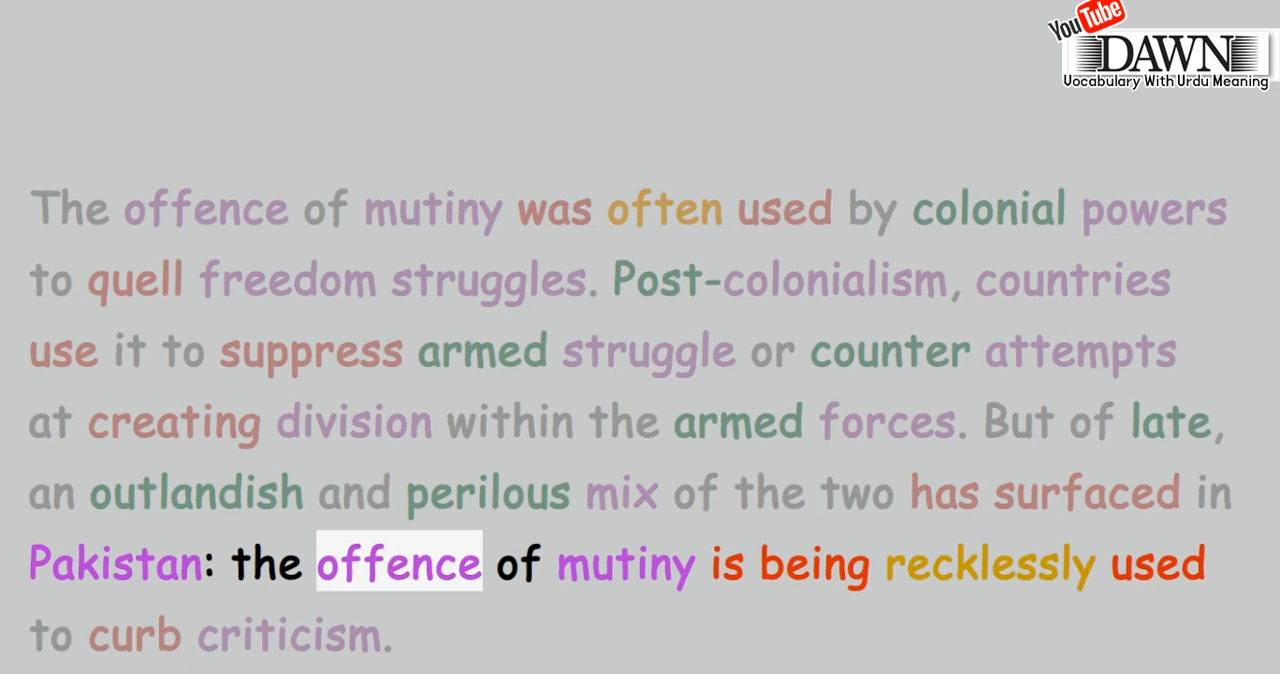 YouTube
DAWN
Vocabulary With Urdu Meaning
The offence of mutiny was often used by colonial powers
to quell freedom struggles. Post-colonialism, countries
use it to suppress armed struggle or counter attempts
at creating division within the armed forces. But of late,
an outlandish and perilous mix of the two has surfaced in
Pakistan: the offence of mutiny is being recklessly used
to curb criticism.